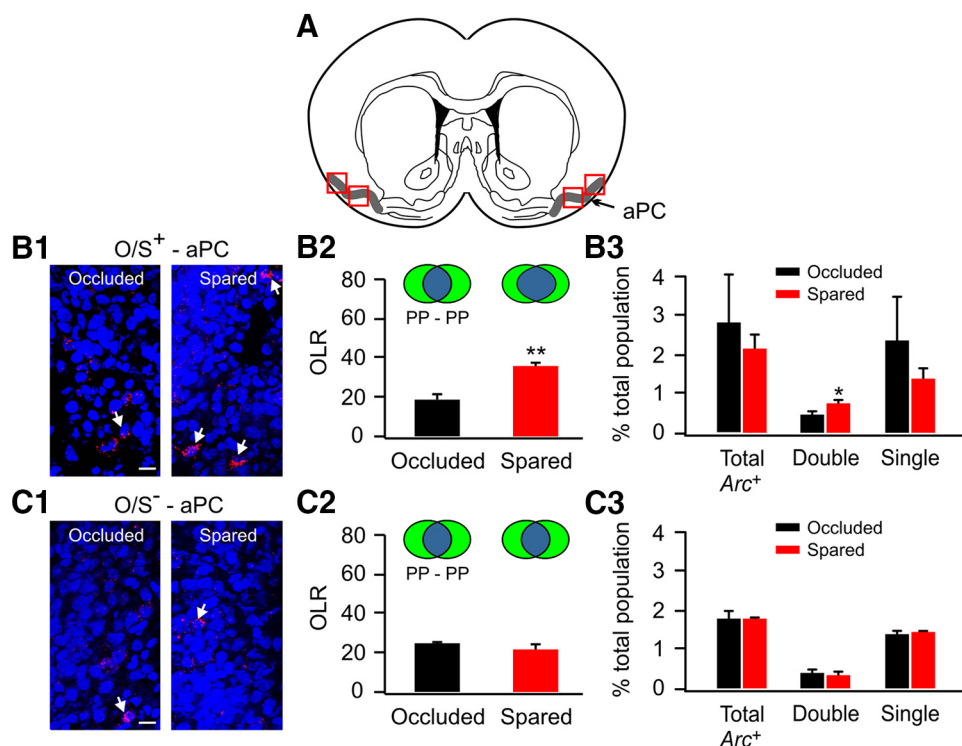 A
aPC
B1
O/S+ - aPC
Occluded
Spared
B2
80
60
40
20
0
OLR
PP - PP
**
Occluded
Spared
B3
Occluded
Spared
4
3
2
1
0
% total population
*
Total
Arc+
Double
Single
C1
O/S- - aPC
Occluded
Spared
C2
80
60
40
20
0
OLR
PP - PP
Occluded
Spared
C3
Occluded
Spared
4
3
2
1
0
% total population
Total
Arc+
Double
Single